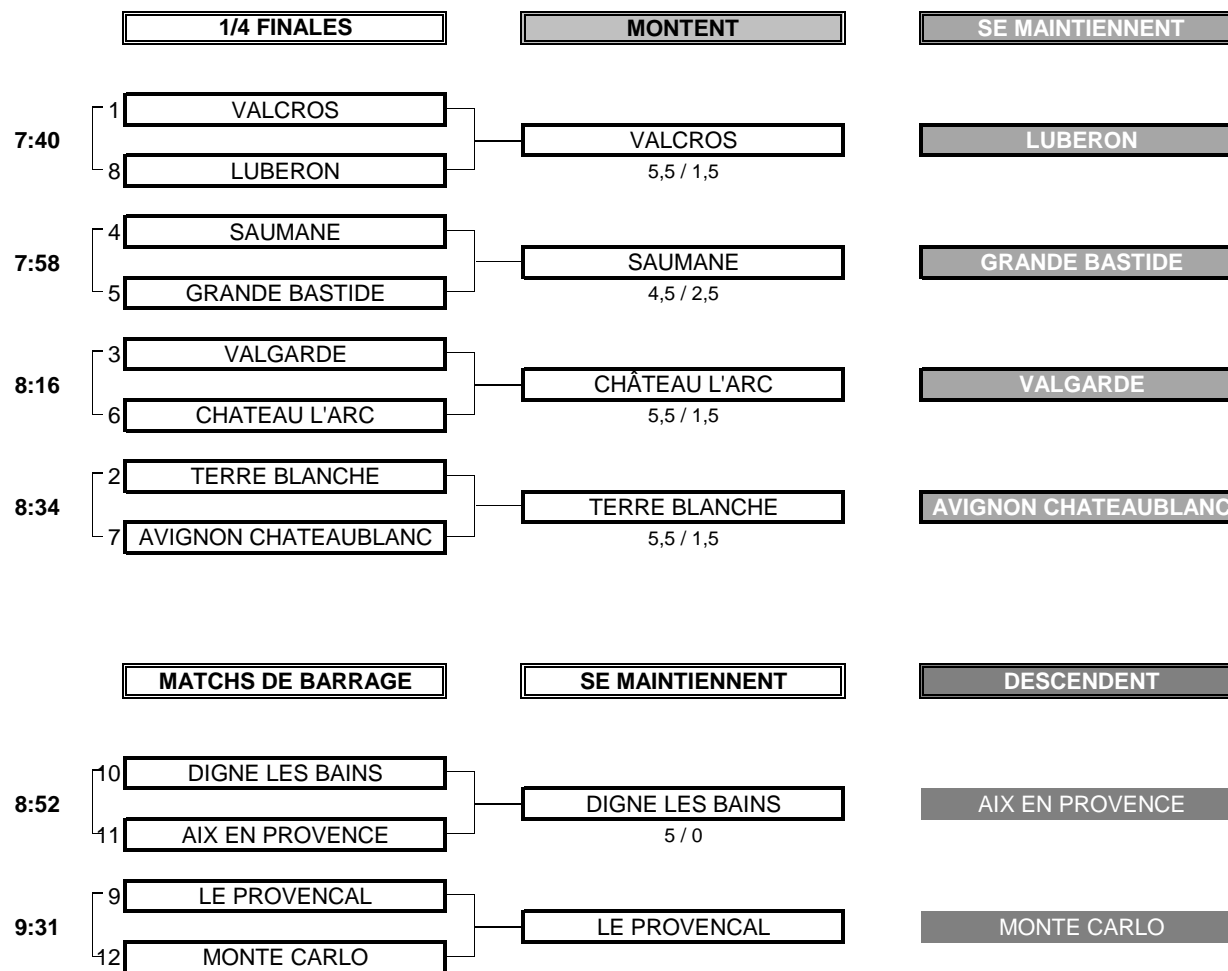 1/4 FINALES MONTENT SE MAINTIENNENT
1 VALCROS
7:40 VALCROS LUBERON
8 LUBERON 5,5 / 1,5
4 SAUMANE
7:58 SAUMANE GRANDE BASTIDE
5 GRANDE BASTIDE 4,5 / 2,5
3 VALGARDE
8:16 CHÂTEAU L'ARC VALGARDE
6 CHATEAU L'ARC 5,5 / 1,5
2 TERRE BLANCHE
8:34 TERRE BLANCHE AVIGNON CHATEAUBLANC
7 AVIGNON CHATEAUBLANC 5,5 / 1,5
MATCHS DE BARRAGE SE MAINTIENNENT DESCENDENT
10 DIGNE LES BAINS
8:52 DIGNE LES BAINS AIX EN PROVENCE
11 AIX EN PROVENCE 5 / 0
9 LE PROVENCAL
9:31 LE PROVENCAL MONTE CARLO
12 MONTE CARLO